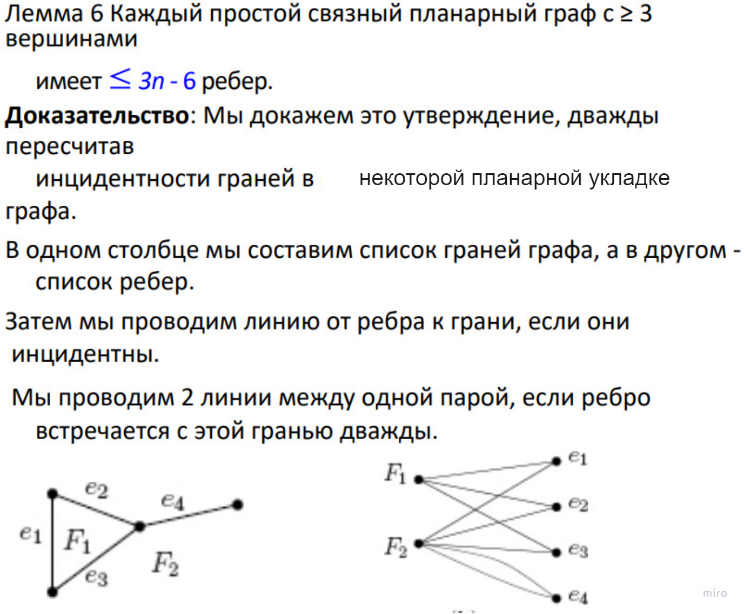 Лемма 6 Каждый простой связный планарный граф с ≥ 3
вершинами
имеет ≤ 3n - 6 ребер.
Доказательство: Мы докажем это утверждение, дважды
пересчитав
инцидентности граней в некоторой планарной укладке
графа.
В одном столбце мы составим список граней графа, а в другом -
список ребер.
Затем мы проводим линию от ребра к грани, если они
инцидентны.
Мы проводим 2 линии между одной парой, если ребро
встречается с этой гранью дважды.
e₂
e₄
e₁
F₁
F₂
e₃
F₁
F₂
e₁
e₂
e₃
e₄
miro